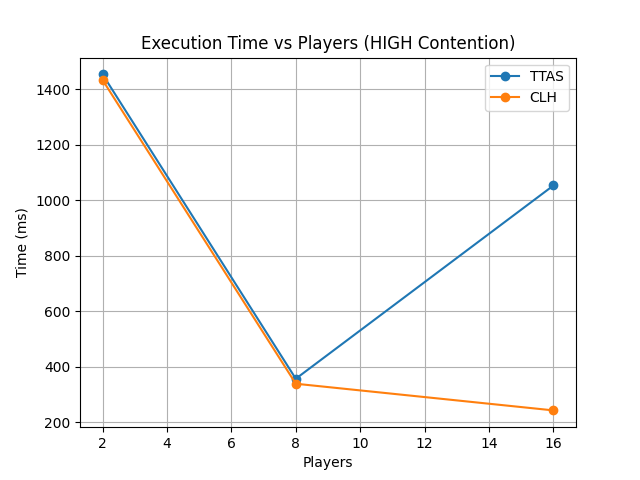 Execution Time vs Players (HIGH Contention)
TTAS
CLH
Time (ms)
1400
1200
1000
800
600
400
200
2 4 6 8 10 12 14 16
Players